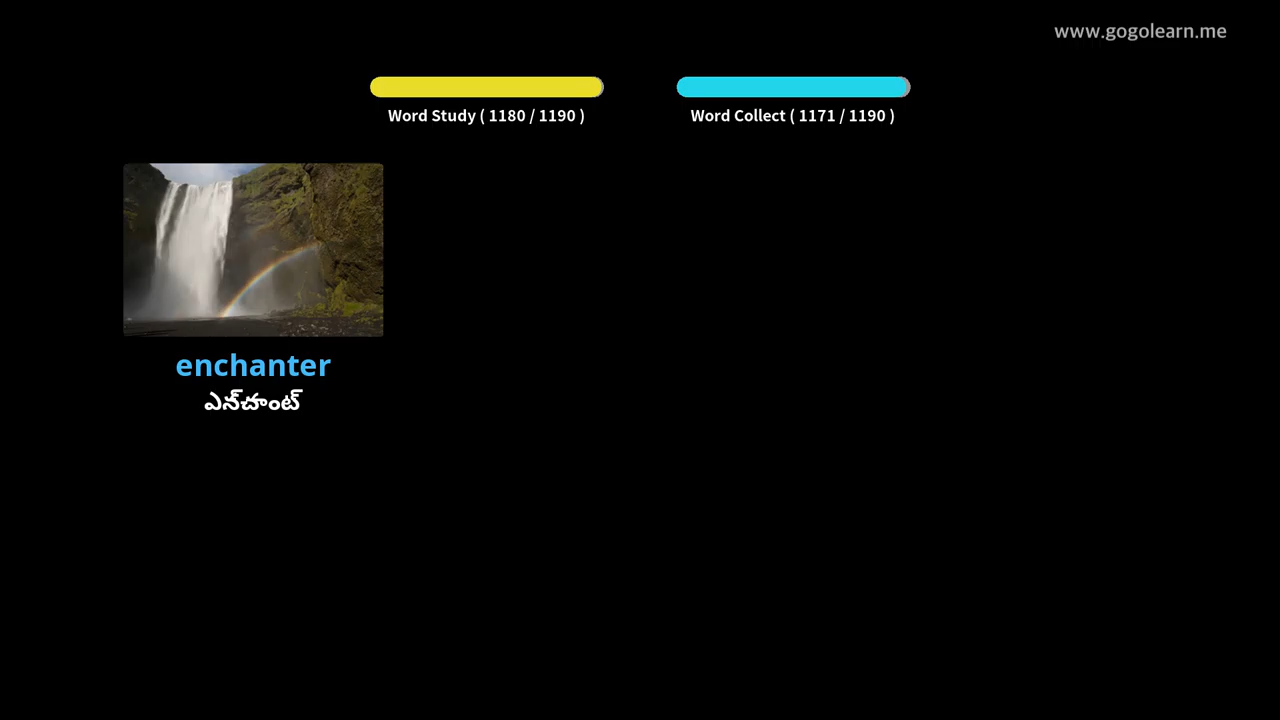 www.gogolearn.me
Word Study ( 1180 / 1190 )
Word Collect ( 1171 / 1190 )
enchanter
ఎన్చాంట్